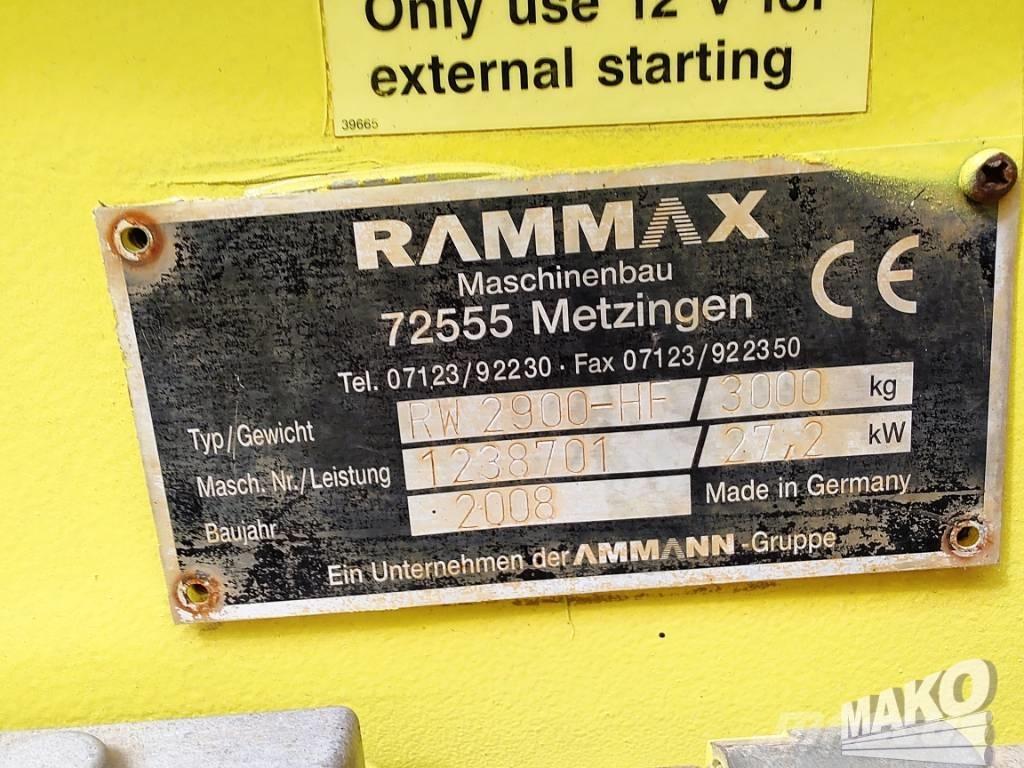 Only use 12 V for
external starting
39665
RAMMAX
Maschinenbau
72555 Metzingen
CE
Tel. 07123/92230 · Fax 07123/922350
Typ/Gewicht RW 2900-HF / 3000 kg
Masch. Nr./Leistung 1238701 / 27,2 kW
Baujahr 2008 Made in Germany
Ein Unternehmen der AMMANN-Gruppe
MAKO